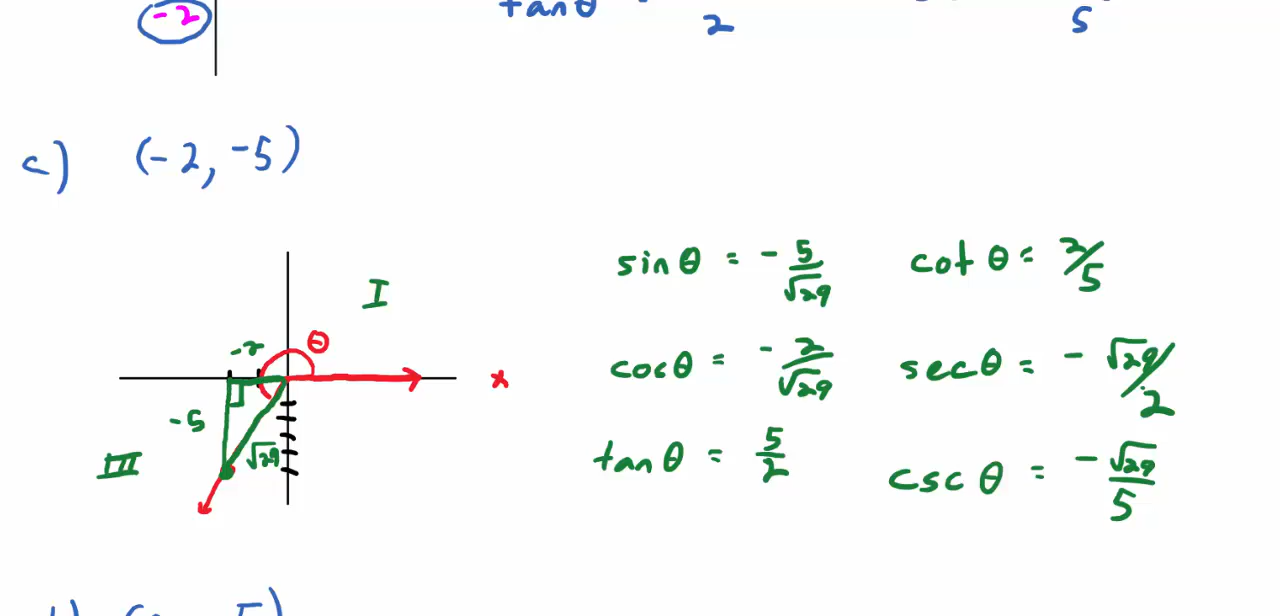 -2
tan θ
2
5
c) (-2, -5)
I
θ
-2
x
-5
√29
III
sin θ = - 5/√29
cot θ = 2/5
cos θ = - 2/√29
sec θ = - √29/2
tan θ = 5/2
csc θ = - √29/5